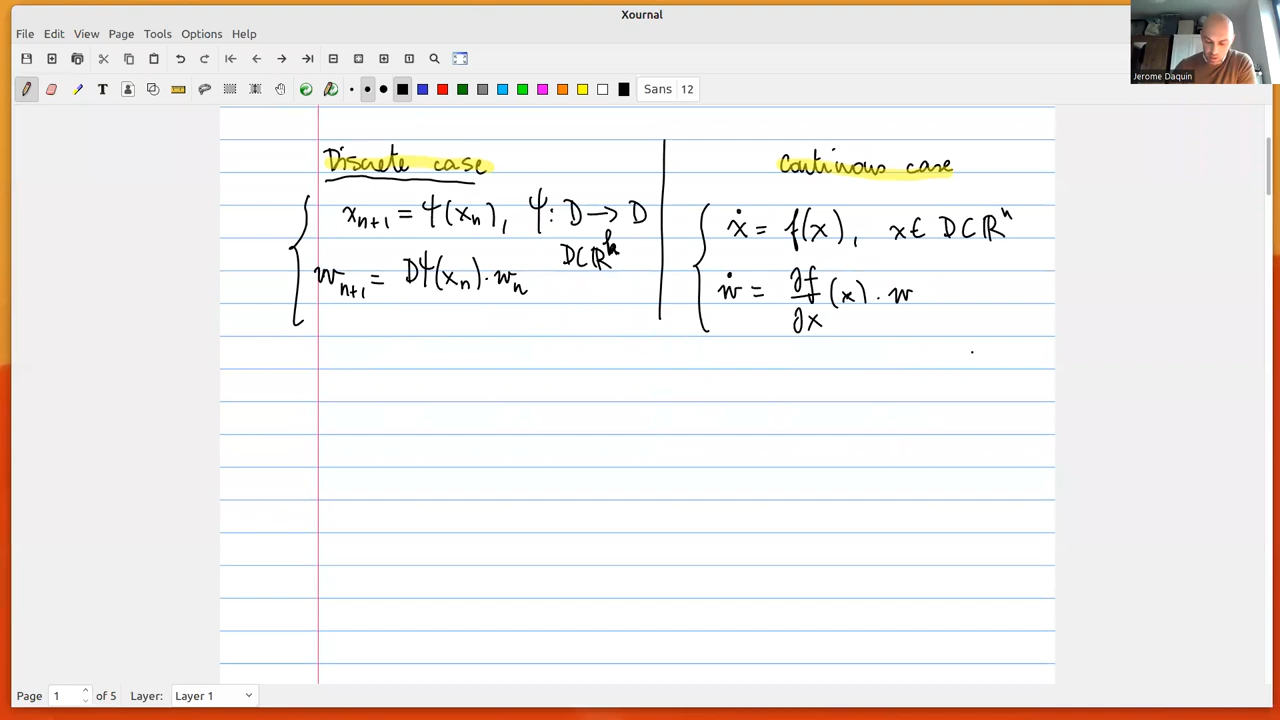 Xournal
File Edit View Page Tools Options Help
Sans 12
Jerome Daquin
Discrete case
x_{n+1} = Ψ(x_n), Ψ: D → D
D ⊂ ℝ^k
w_{n+1} = DΨ(x_n) · w_n
Continuous case
ẋ = f(x), x ∈ D ⊂ ℝ^n
ẇ = ∂f/∂x (x) · w
Page 1 of 5 Layer: Layer 1